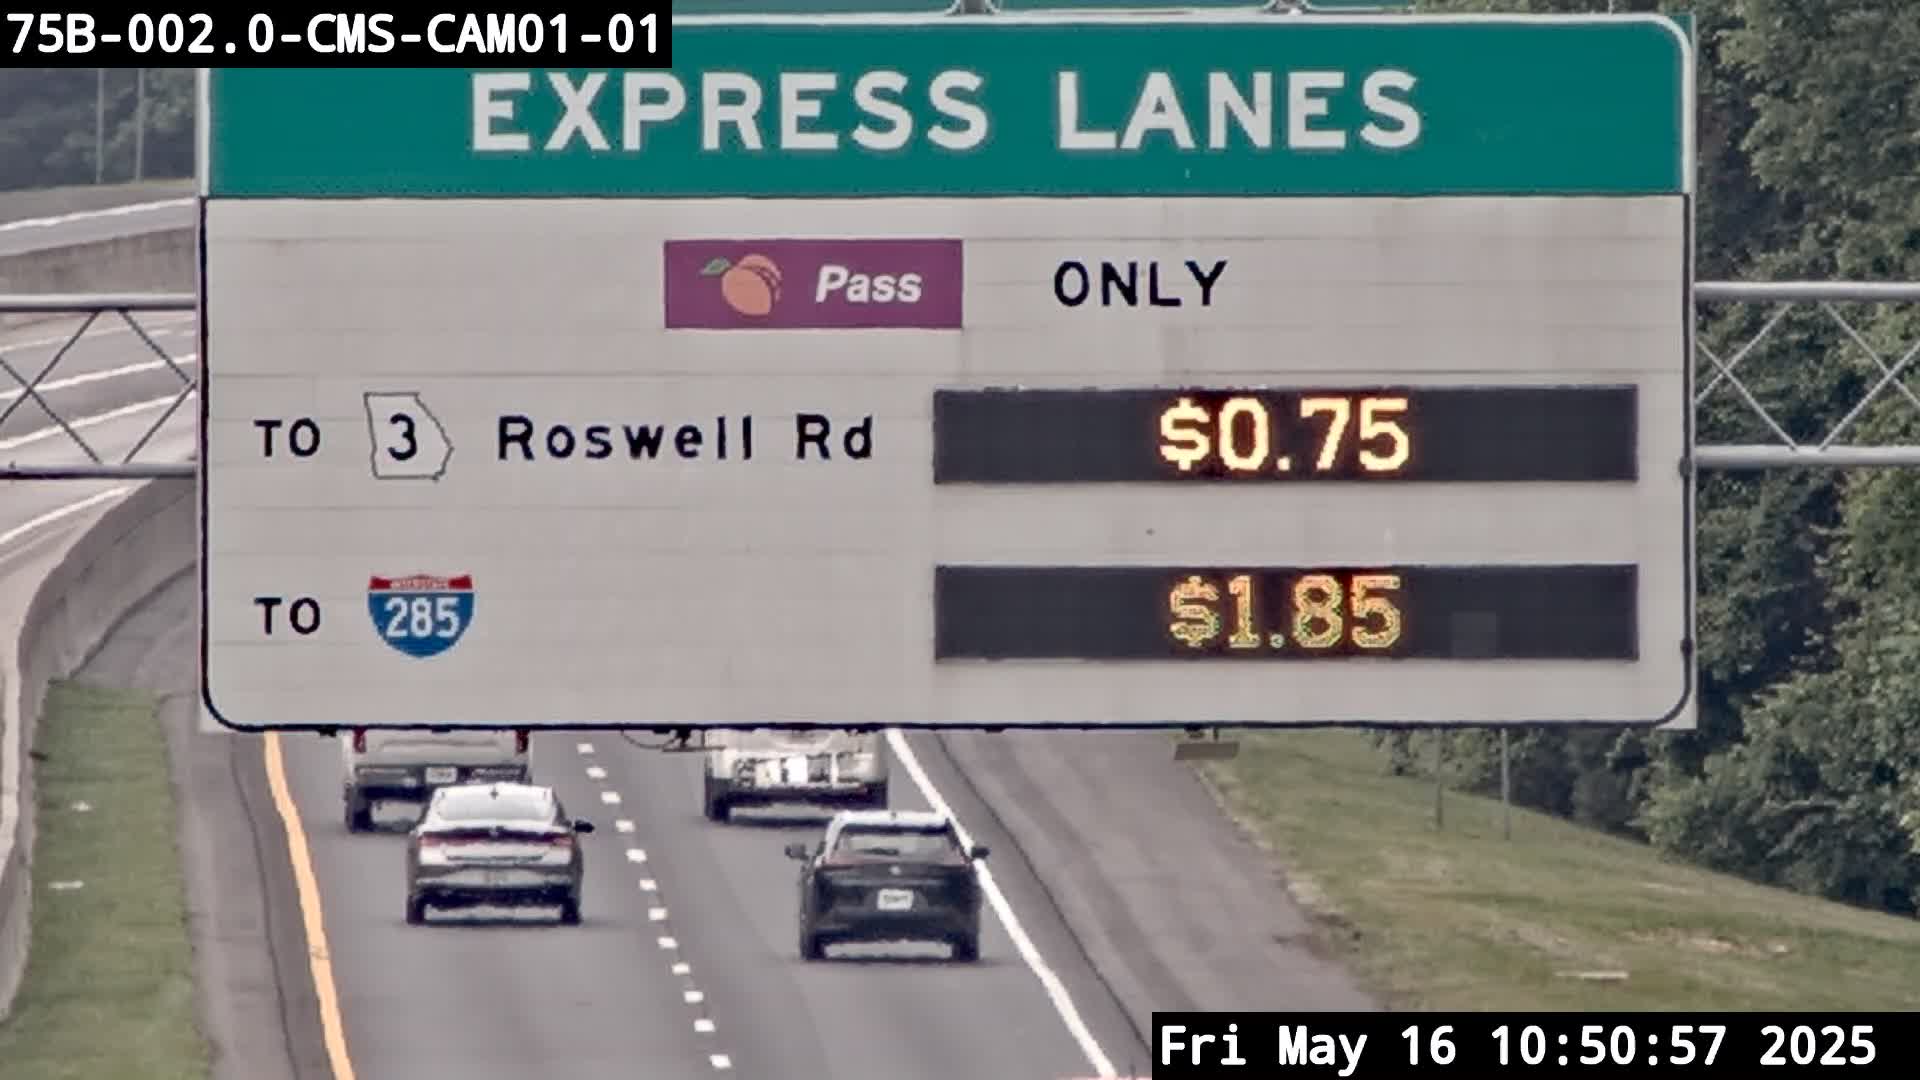 75B-002.0-CMS-CAM01-01
EXPRESS LANES
Pass ONLY
TO 3 Roswell Rd $0.75
TO 285 $1.85
Fri May 16 10:50:57 2025